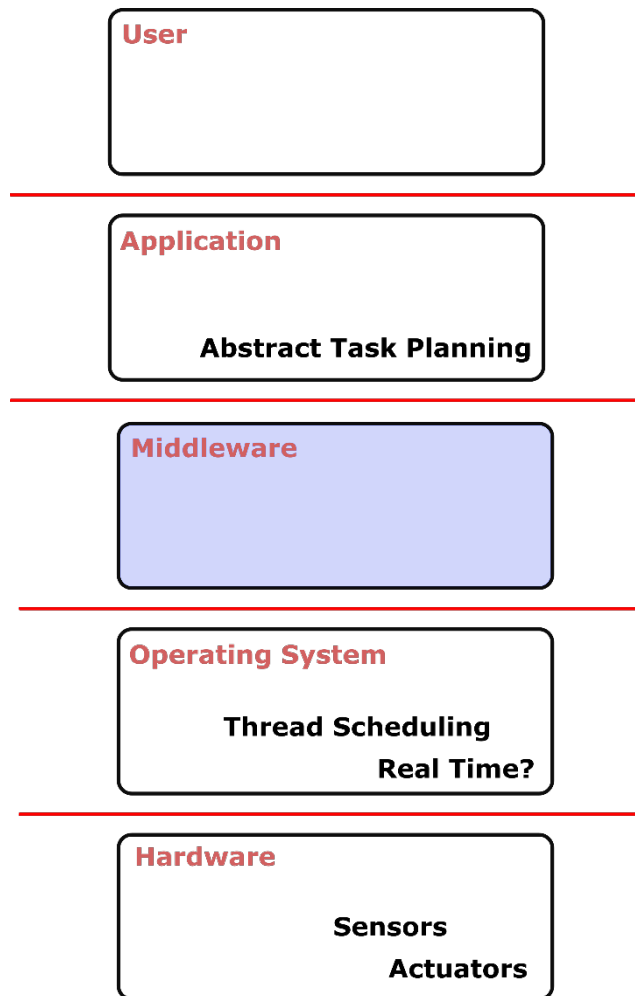 User
Application
Abstract Task Planning
Middleware
Operating System
Thread Scheduling
Real Time?
Hardware
Sensors
Actuators